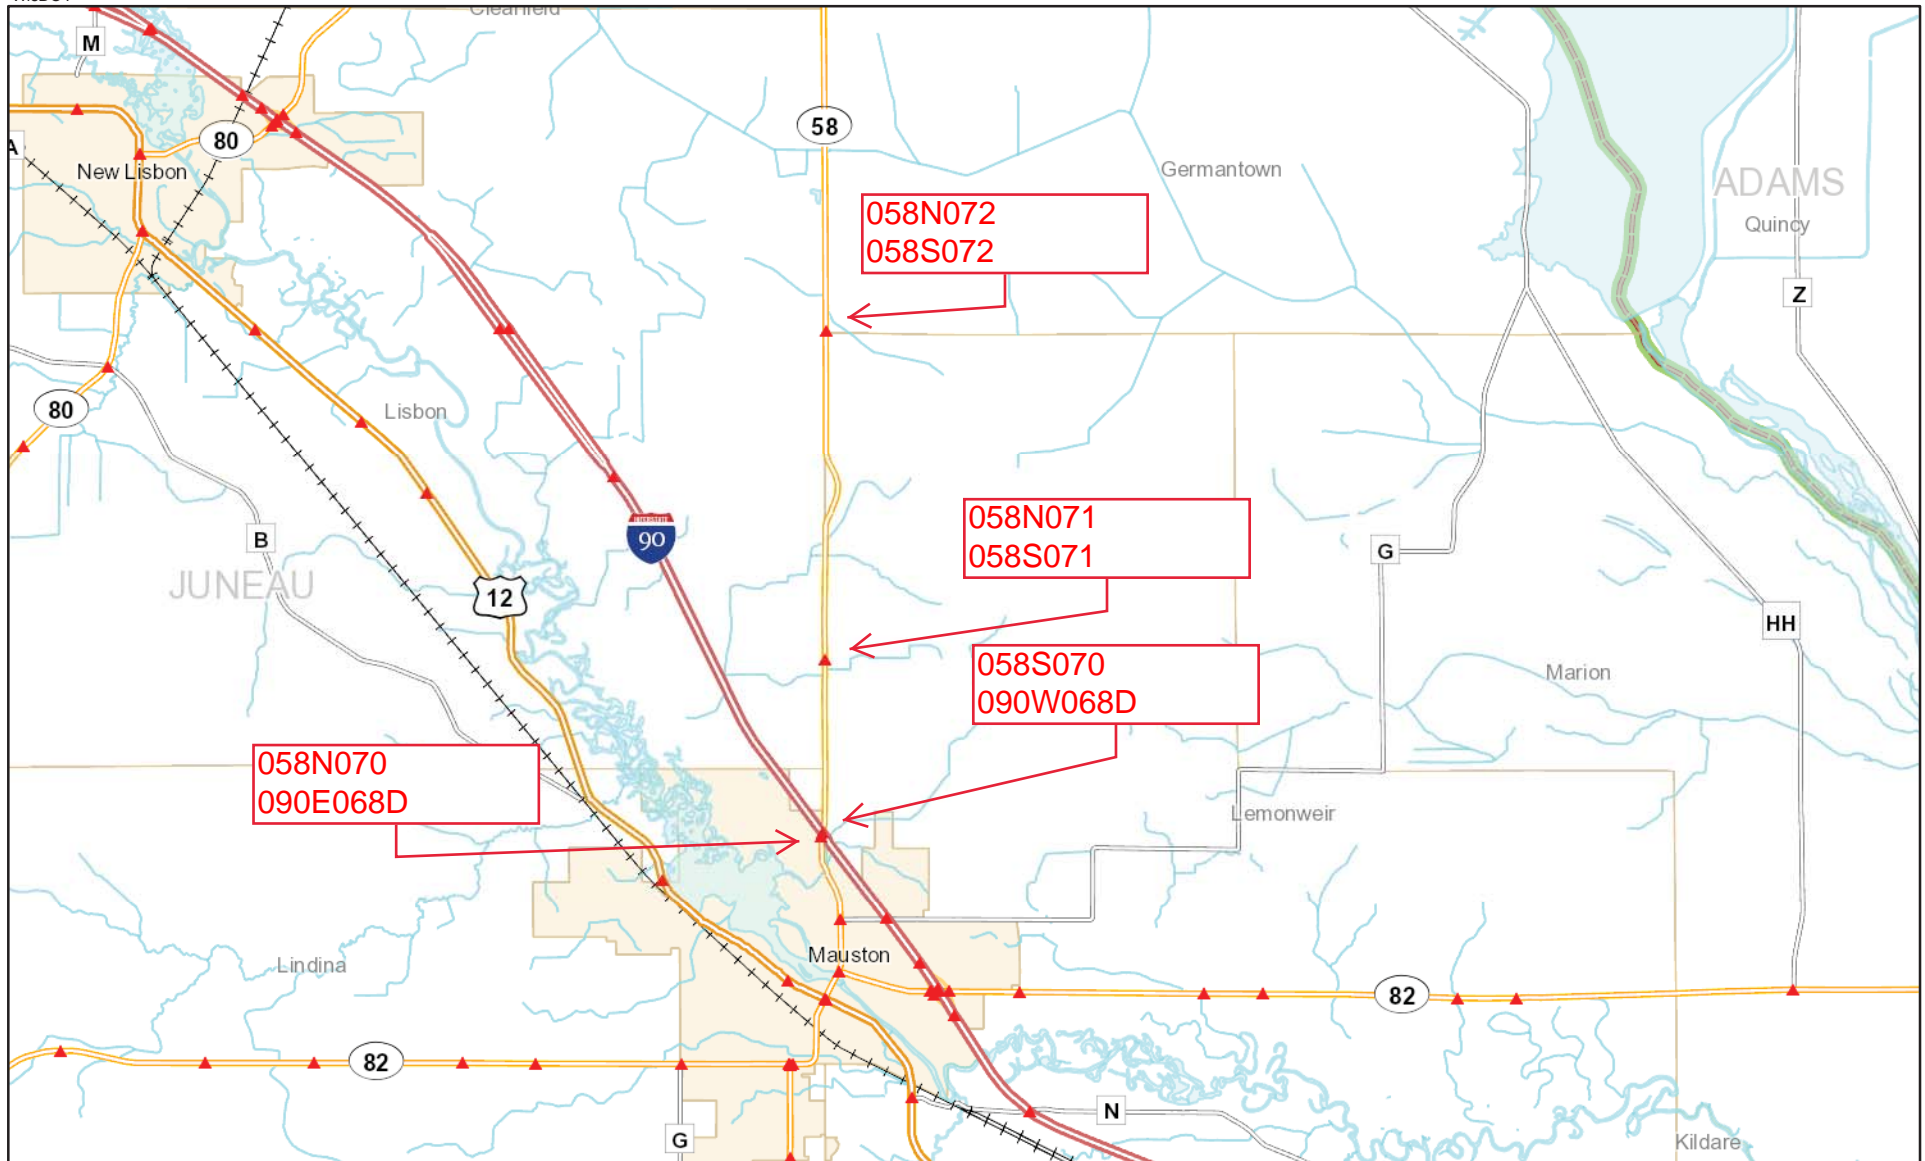 Clearfield
M
58
80
A
New Lisbon
Germantown
ADAMS
058N072
058S072
Quincy
Z
80
Lisbon
058N071
058S071
INTERSTATE
90
B
G
JUNEAU
12
HH
058S070
090W068D
Marion
058N070
090E068D
Lemonweir
Mauston
Lindina
82
82
N
G
Kildare